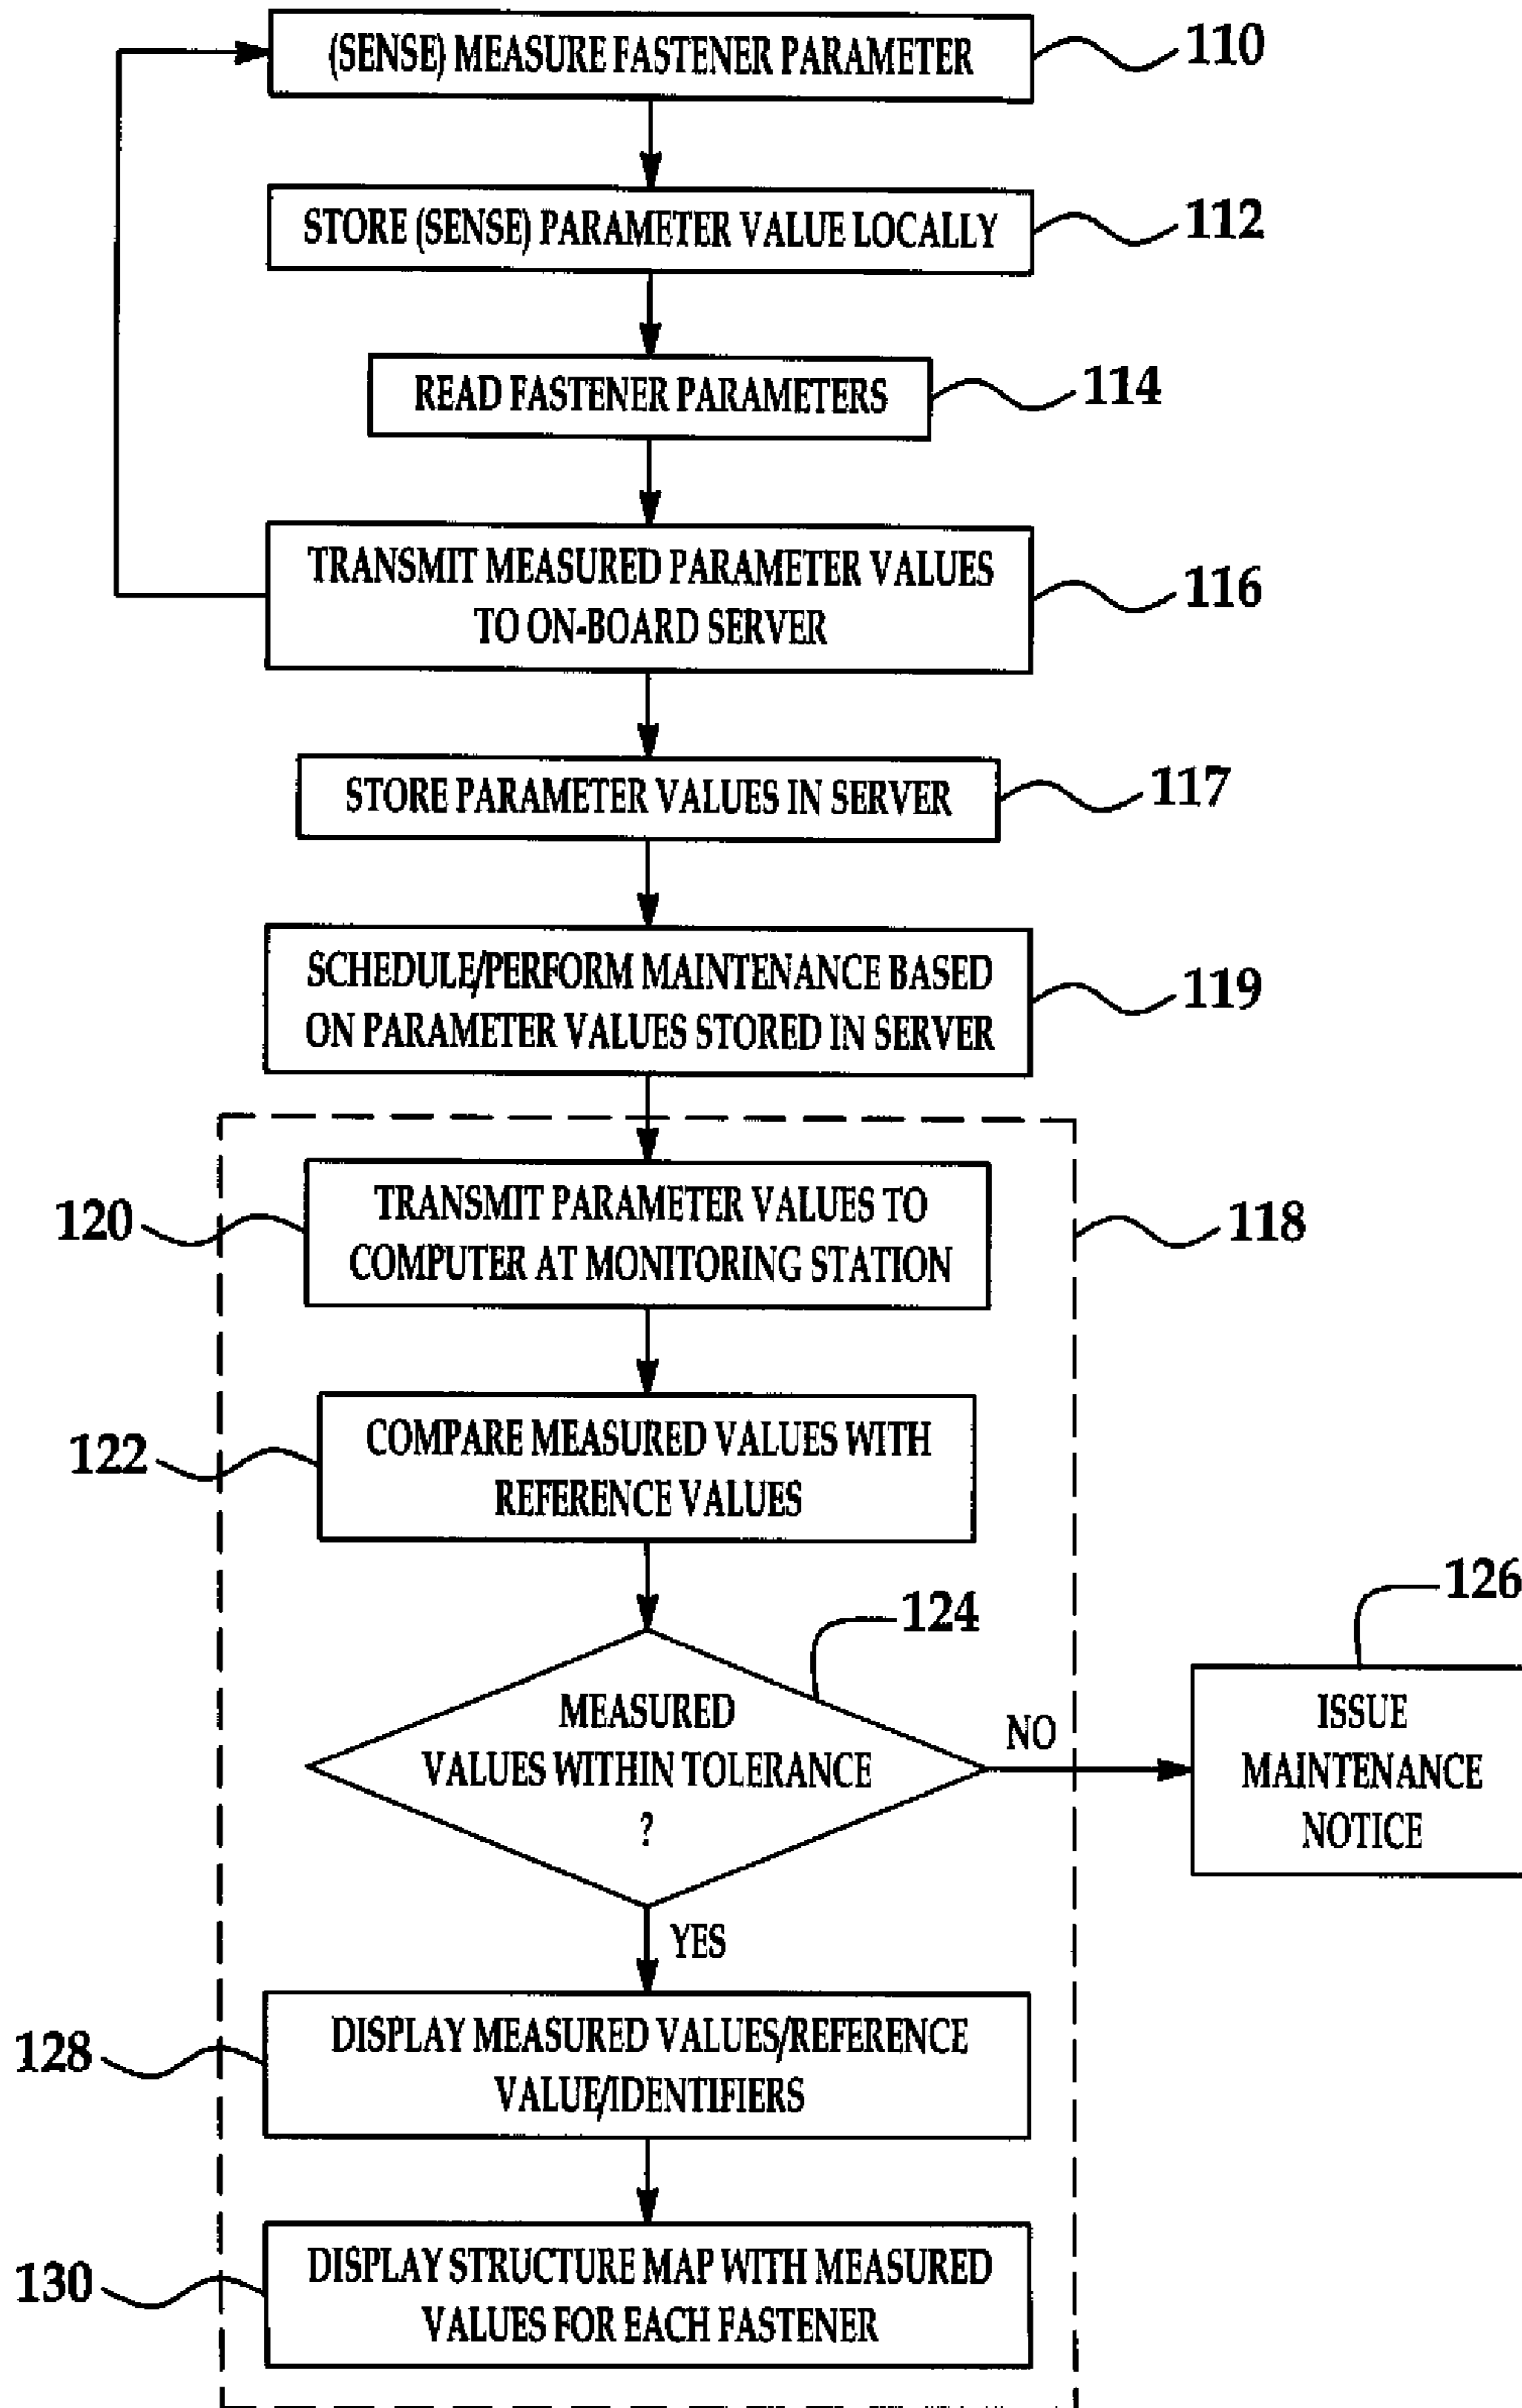 (SENSE) MEASURE FASTENER PARAMETER
110
STORE (SENSE) PARAMETER VALUE LOCALLY
112
READ FASTENER PARAMETERS
114
TRANSMIT MEASURED PARAMETER VALUES
TO ON-BOARD SERVER
116
STORE PARAMETER VALUES IN SERVER
117
SCHEDULE/PERFORM MAINTENANCE BASED
ON PARAMETER VALUES STORED IN SERVER
119
120
TRANSMIT PARAMETER VALUES TO
COMPUTER AT MONITORING STATION
118
122
COMPARE MEASURED VALUES WITH
REFERENCE VALUES
124
MEASURED
VALUES WITHIN TOLERANCE
?
NO
126
ISSUE
MAINTENANCE
NOTICE
YES
128
DISPLAY MEASURED VALUES/REFERENCE
VALUE/IDENTIFIERS
130
DISPLAY STRUCTURE MAP WITH MEASURED
VALUES FOR EACH FASTENER